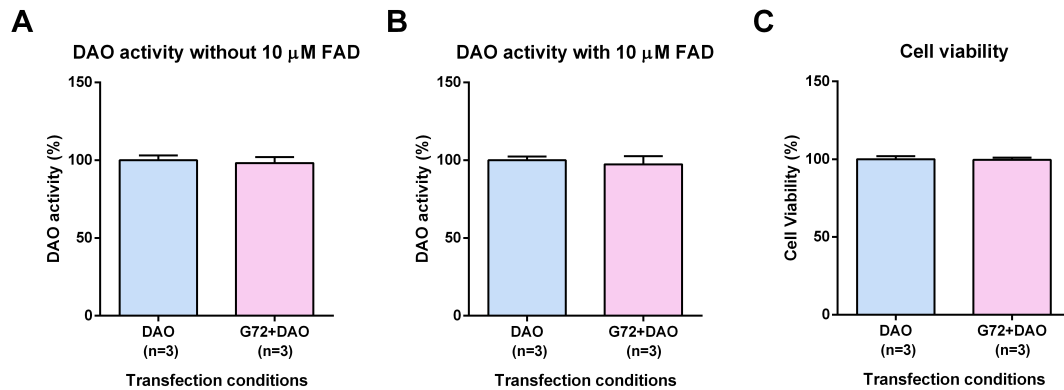 A
DAO activity without 10 μM FAD
150
100
50
0
DAO activity (%)
DAO
(n=3)
G72+DAO
(n=3)
Transfection conditions
B
DAO activity with 10 μM FAD
150
100
50
0
DAO activity (%)
DAO
(n=3)
G72+DAO
(n=3)
Transfection conditions
C
Cell viability
150
100
50
0
Cell Viability (%)
DAO
(n=3)
G72+DAO
(n=3)
Transfection conditions